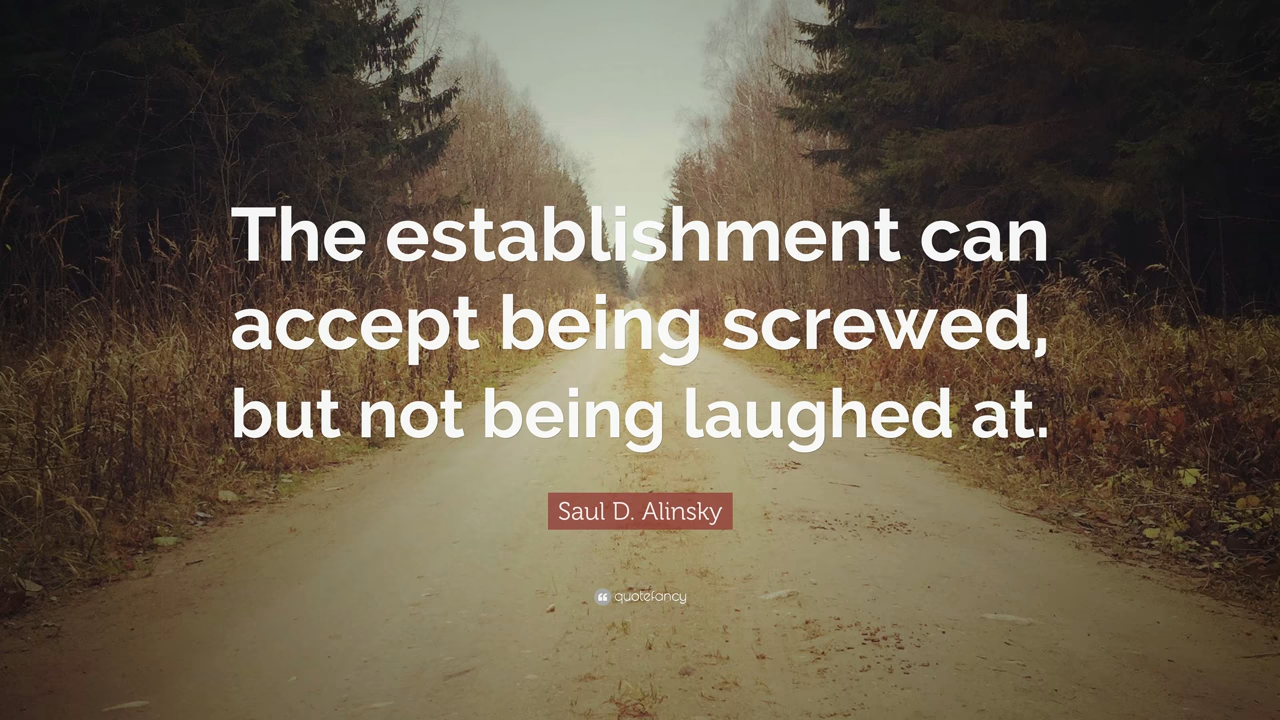 The establishment can
accept being screwed,
but not being laughed at.
Saul D. Alinsky
quotefancy